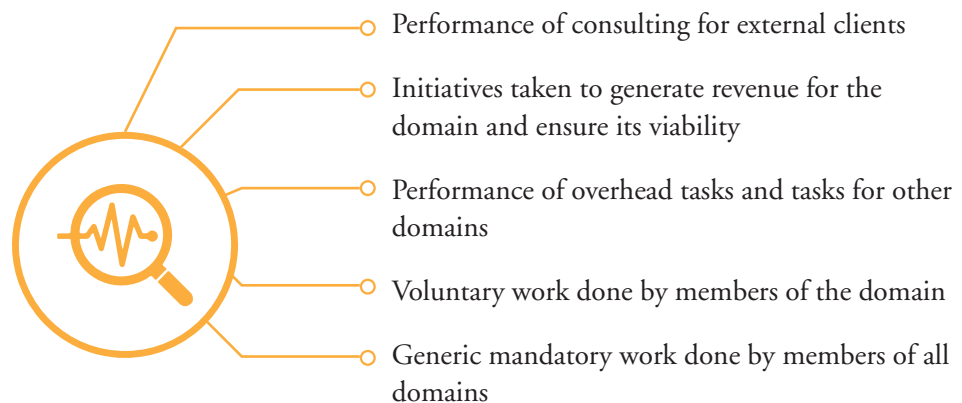 Performance of consulting for external clients
Initiatives taken to generate revenue for the
domain and ensure its viability
Performance of overhead tasks and tasks for other
domains
Voluntary work done by members of the domain
Generic mandatory work done by members of all
domains